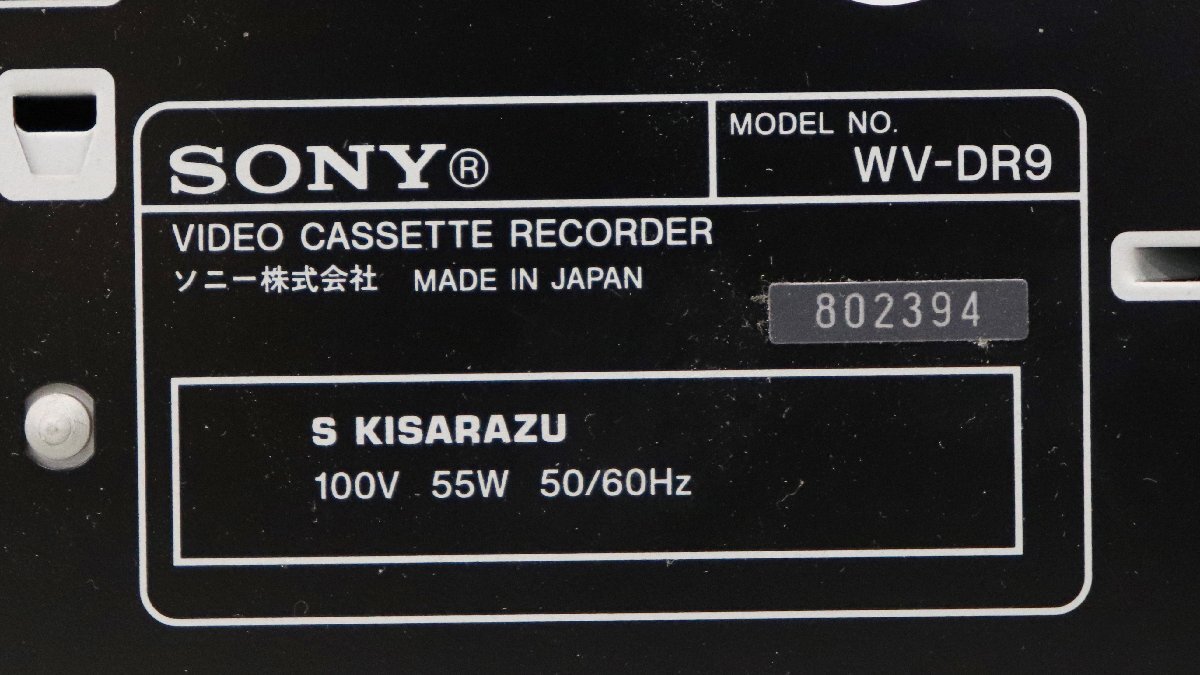 SONY®
MODEL NO.
WV-DR9
VIDEO CASSETTE RECORDER
ソニー株式会社 MADE IN JAPAN
802394
S KISARAZU
100V 55W 50/60Hz